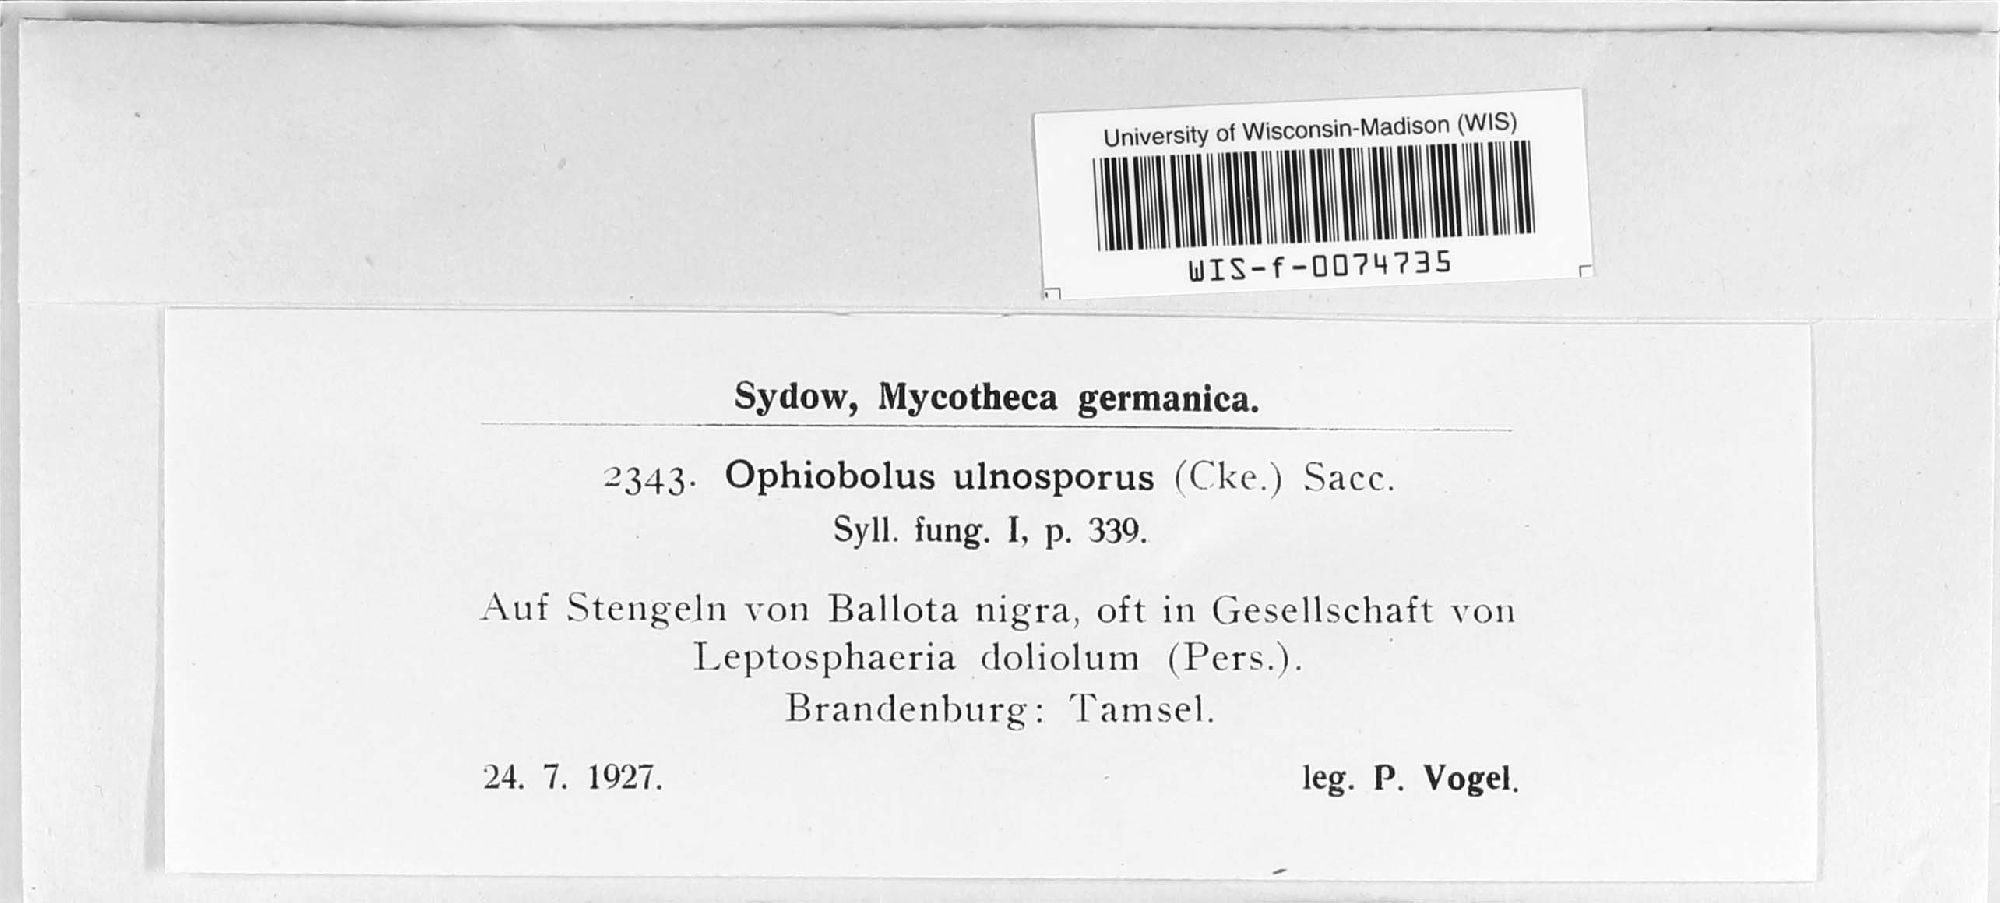 University of Wisconsin-Madison (WIS)
WIS-f-0074735
Sydow, Mycotheca germanica.
2343. Ophiobolus ulnosporus (Cke.) Sacc.
Syll. fung. I, p. 339.
Auf Stengeln von Ballota nigra, oft in Gesellschaft von
Leptosphaeria doliolum (Pers.).
Brandenburg: Tamsel.
24. 7. 1927. leg. P. Vogel.